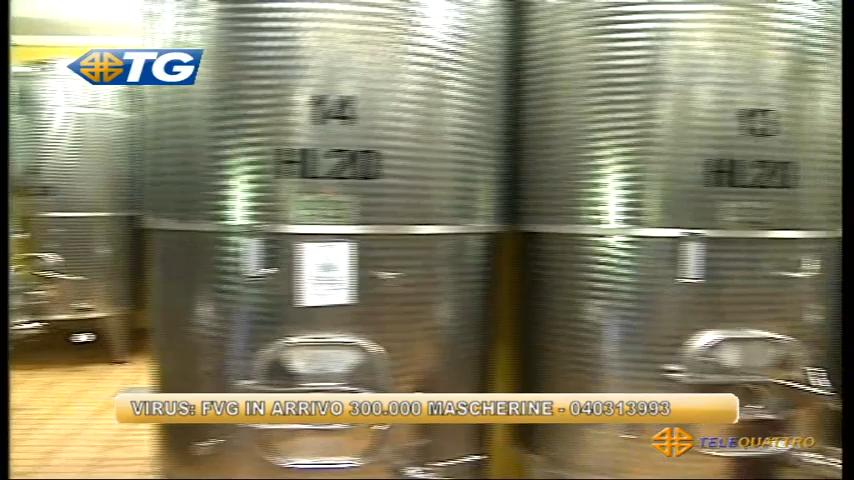 TG
14
HL20
HL20
VIRUS: FVG IN ARRIVO 300.000 MASCHERINE - 040313993
TELEQUATTRO